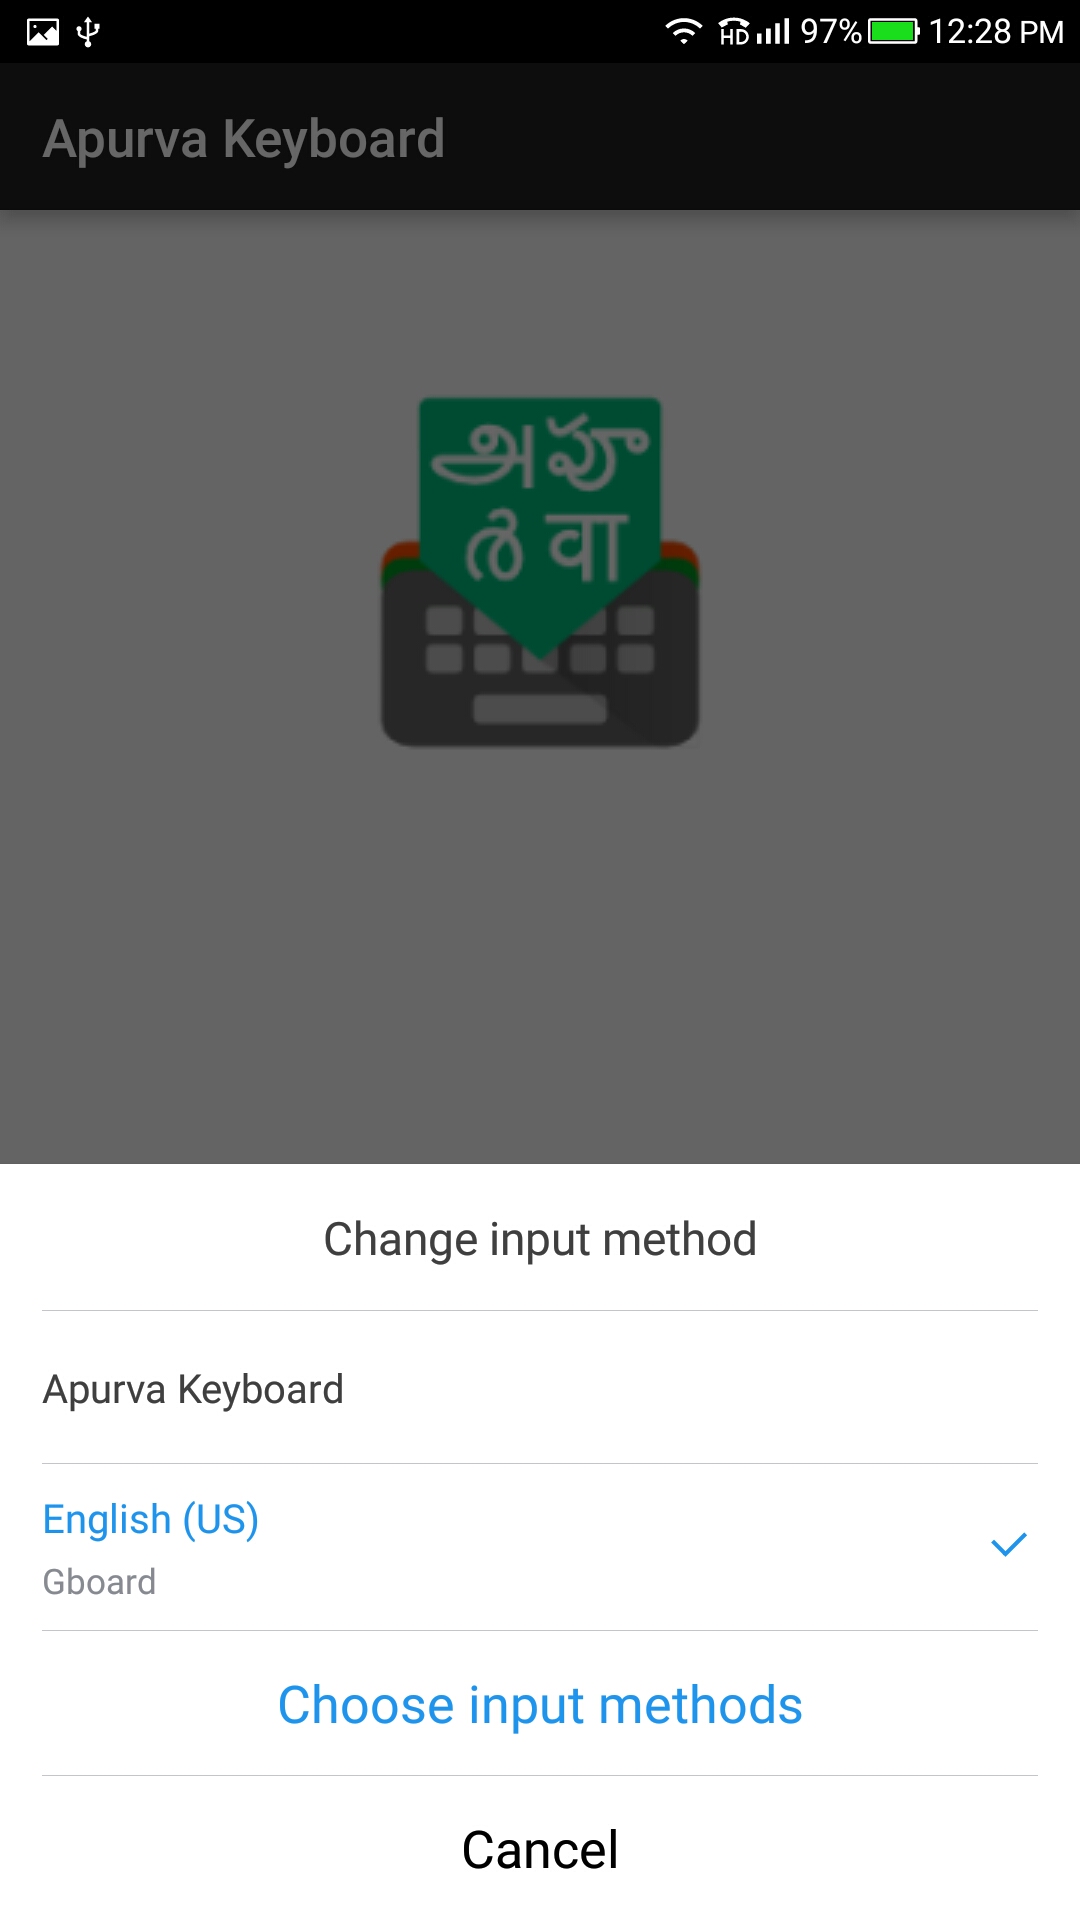 HD 97% 12:28 PM
Apurva Keyboard
அ పూ
ർ वा
Change input method
Apurva Keyboard
English (US)
Gboard
Choose input methods
Cancel